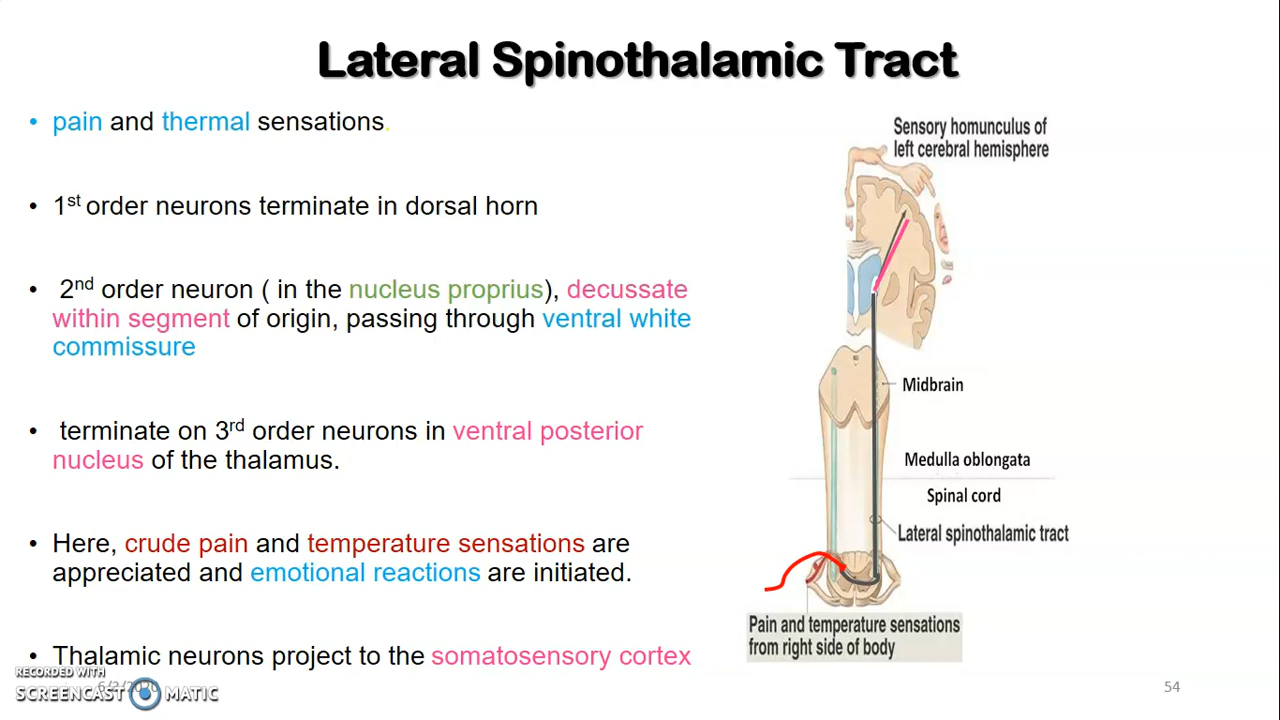 Lateral Spinothalamic Tract
• pain and thermal sensations.
• 1st order neurons terminate in dorsal horn
• 2nd order neuron ( in the nucleus proprius), decussate
within segment of origin, passing through ventral white
commissure
• terminate on 3rd order neurons in ventral posterior
nucleus of the thalamus.
• Here, crude pain and temperature sensations are
appreciated and emotional reactions are initiated.
• Thalamic neurons project to the somatosensory cortex
Sensory homunculus of
left cerebral hemisphere
Midbrain
Medulla oblongata
Spinal cord
Lateral spinothalamic tract
Pain and temperature sensations
from right side of body
RECORDED WITH
SCREENCAST MATIC
54